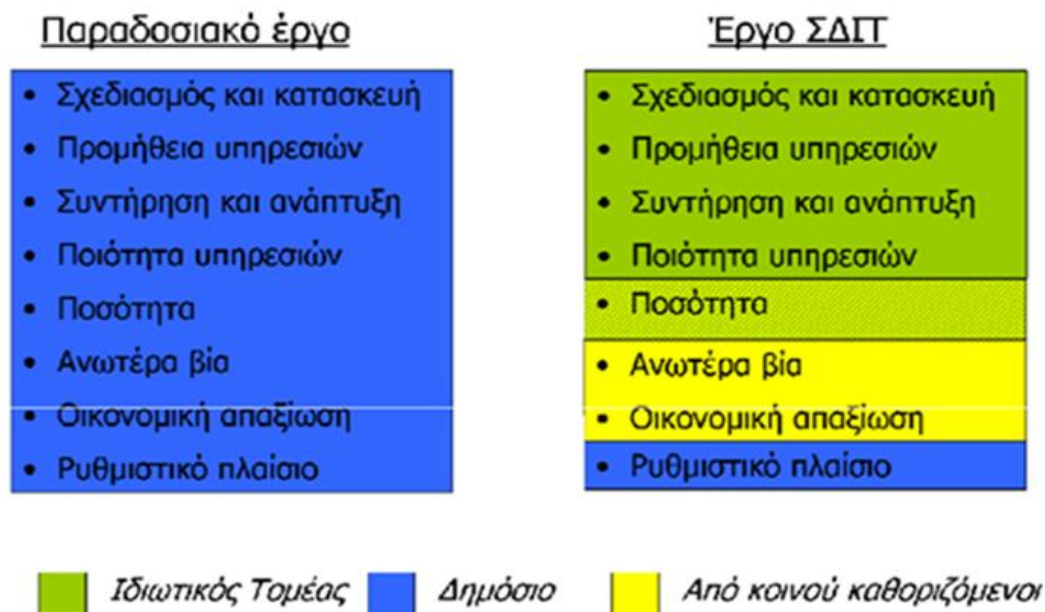 Παραδοσιακό έργο
• Σχεδιασμός και κατασκευή
• Προμήθεια υπηρεσιών
• Συντήρηση και ανάπτυξη
• Ποιότητα υπηρεσιών
• Ποσότητα
• Ανωτέρα βία
• Οικονομική απαξίωση
• Ρυθμιστικό πλαίσιο
Έργο ΣΔΙΤ
• Σχεδιασμός και κατασκευή
• Προμήθεια υπηρεσιών
• Συντήρηση και ανάπτυξη
• Ποιότητα υπηρεσιών
• Ποσότητα
• Ανωτέρα βία
• Οικονομική απαξίωση
• Ρυθμιστικό πλαίσιο
Ιδιωτικός Τομέας
Δημόσιο
Από κοινού καθοριζόμενοι